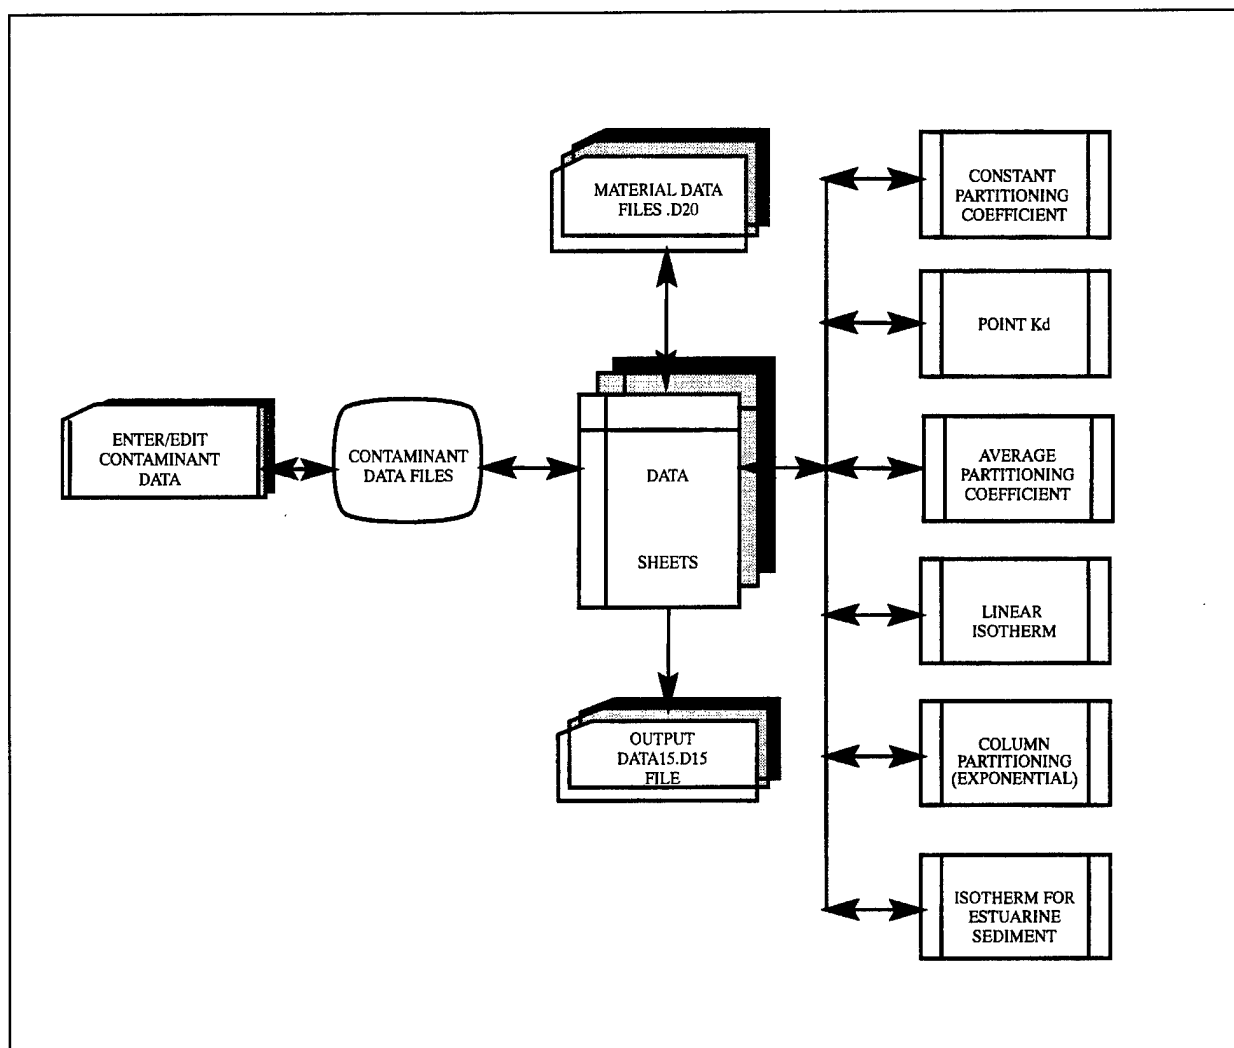 MATERIAL DATA
FILES .D20
ENTER/EDIT
CONTAMINANT
DATA
CONTAMINANT
DATA FILES
DATA
SHEETS
OUTPUT
DATA15.D15
FILE
CONSTANT
PARTITIONING
COEFFICIENT
POINT Kd
AVERAGE
PARTITIONING
COEFFICIENT
LINEAR
ISOTHERM
COLUMN
PARTITIONING
(EXPONENTIAL)
ISOTHERM FOR
ESTUARINE
SEDIMENT